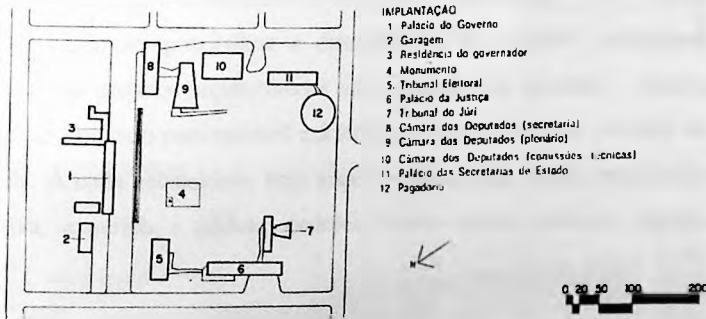 IMPLANTAÇÃO
1 Palacio do Governo
2 Garagem
3 Residência do governador
4 Monumento
5. Tribunal Eleitoral
6 Palácio da Justiça
7 Tribunal do Júri
8 Câmara dos Deputados (secretaria)
9 Câmara dos Deputados (plenário)
10 Câmara dos Deputados (comissões técnicas)
11 Palácio das Secretarias de Estado
12 Pagadoria
8
10
9
11
12
3
1
4
2
5
7
6
N
0 20 50 100 200